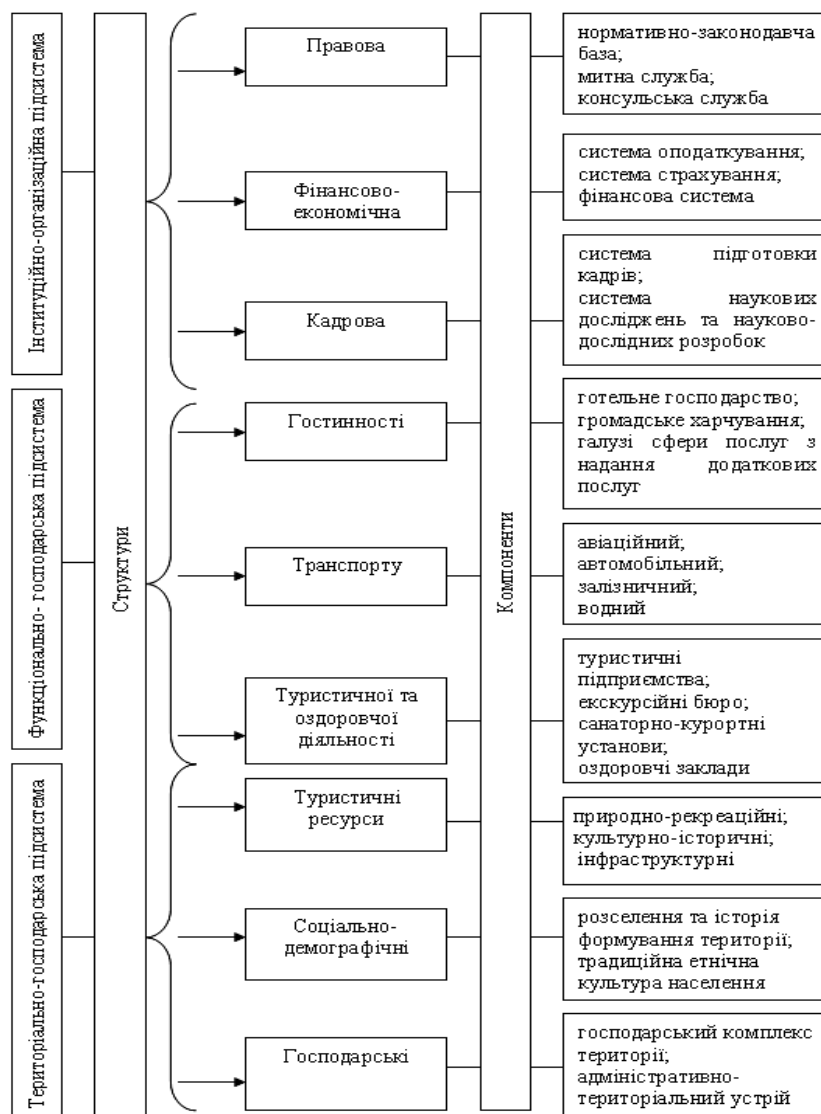 Інституційно-організаційна підсистема
Функціонально- господарська підсистема
Територіально-господарська підсистема
Структури
Правова
Фінансово-
економічна
Кадрова
Гостинності
Транспорту
Туристичної та
оздоровчої
діяльності
Туристичні
ресурси
Соціально-
демографічні
Господарські
Компоненти
нормативно-законодавча
база;
митна служба;
консульська служба
система оподаткування;
система страхування;
фінансова система
система підготовки
кадрів;
система наукових
досліджень та науково-
дослідних розробок
готельне господарство;
громадське харчування;
галузі сфери послуг з
надання додаткових
послуг
авіаційний;
автомобільний;
залізничний;
водний
туристичні
підприємства;
екскурсійні бюро;
санаторно-курортні
установи;
оздоровчі заклади
природно-рекреаційні;
культурно-історичні;
інфраструктурні
розселення та історія
формування території;
традиційна етнічна
культура населення
господарський комплекс
території;
адміністративно-
територіальний устрій